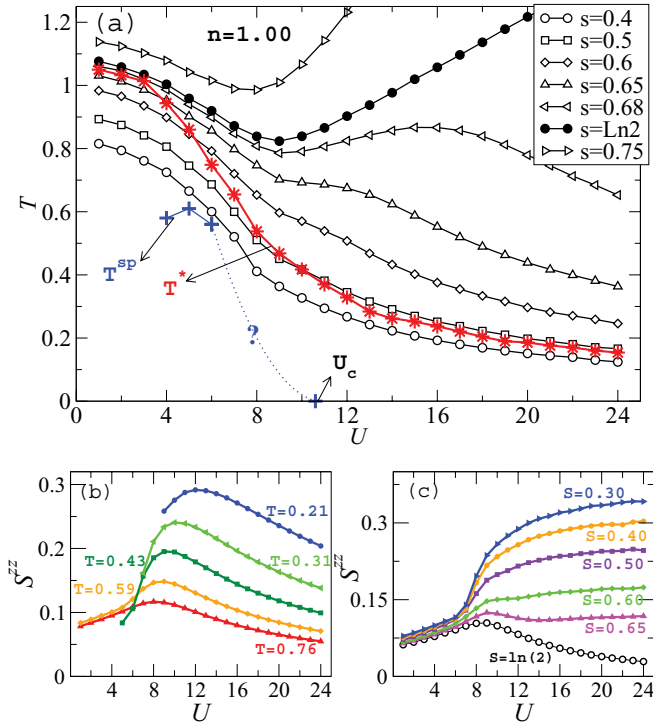 (a)
n=1.00
s=0.4
s=0.5
s=0.6
s=0.65
s=0.68
s=Ln2
s=0.75
1.2
1
0.8
0.6
0.4
0.2
0
T
T^sp
T^*
?
U_c
0 4 8 12 16 20 24
U
(b)
0.3
0.2
0.1
0
S^zz
T=0.21
T=0.31
T=0.43
T=0.59
T=0.76
4 8 12 16 20 24
U
(c)
0.3
0.15
0
S^zz
S=0.30
S=0.40
S=0.50
S=0.60
S=0.65
S=ln(2)
0 4 8 12 16 20 24
U